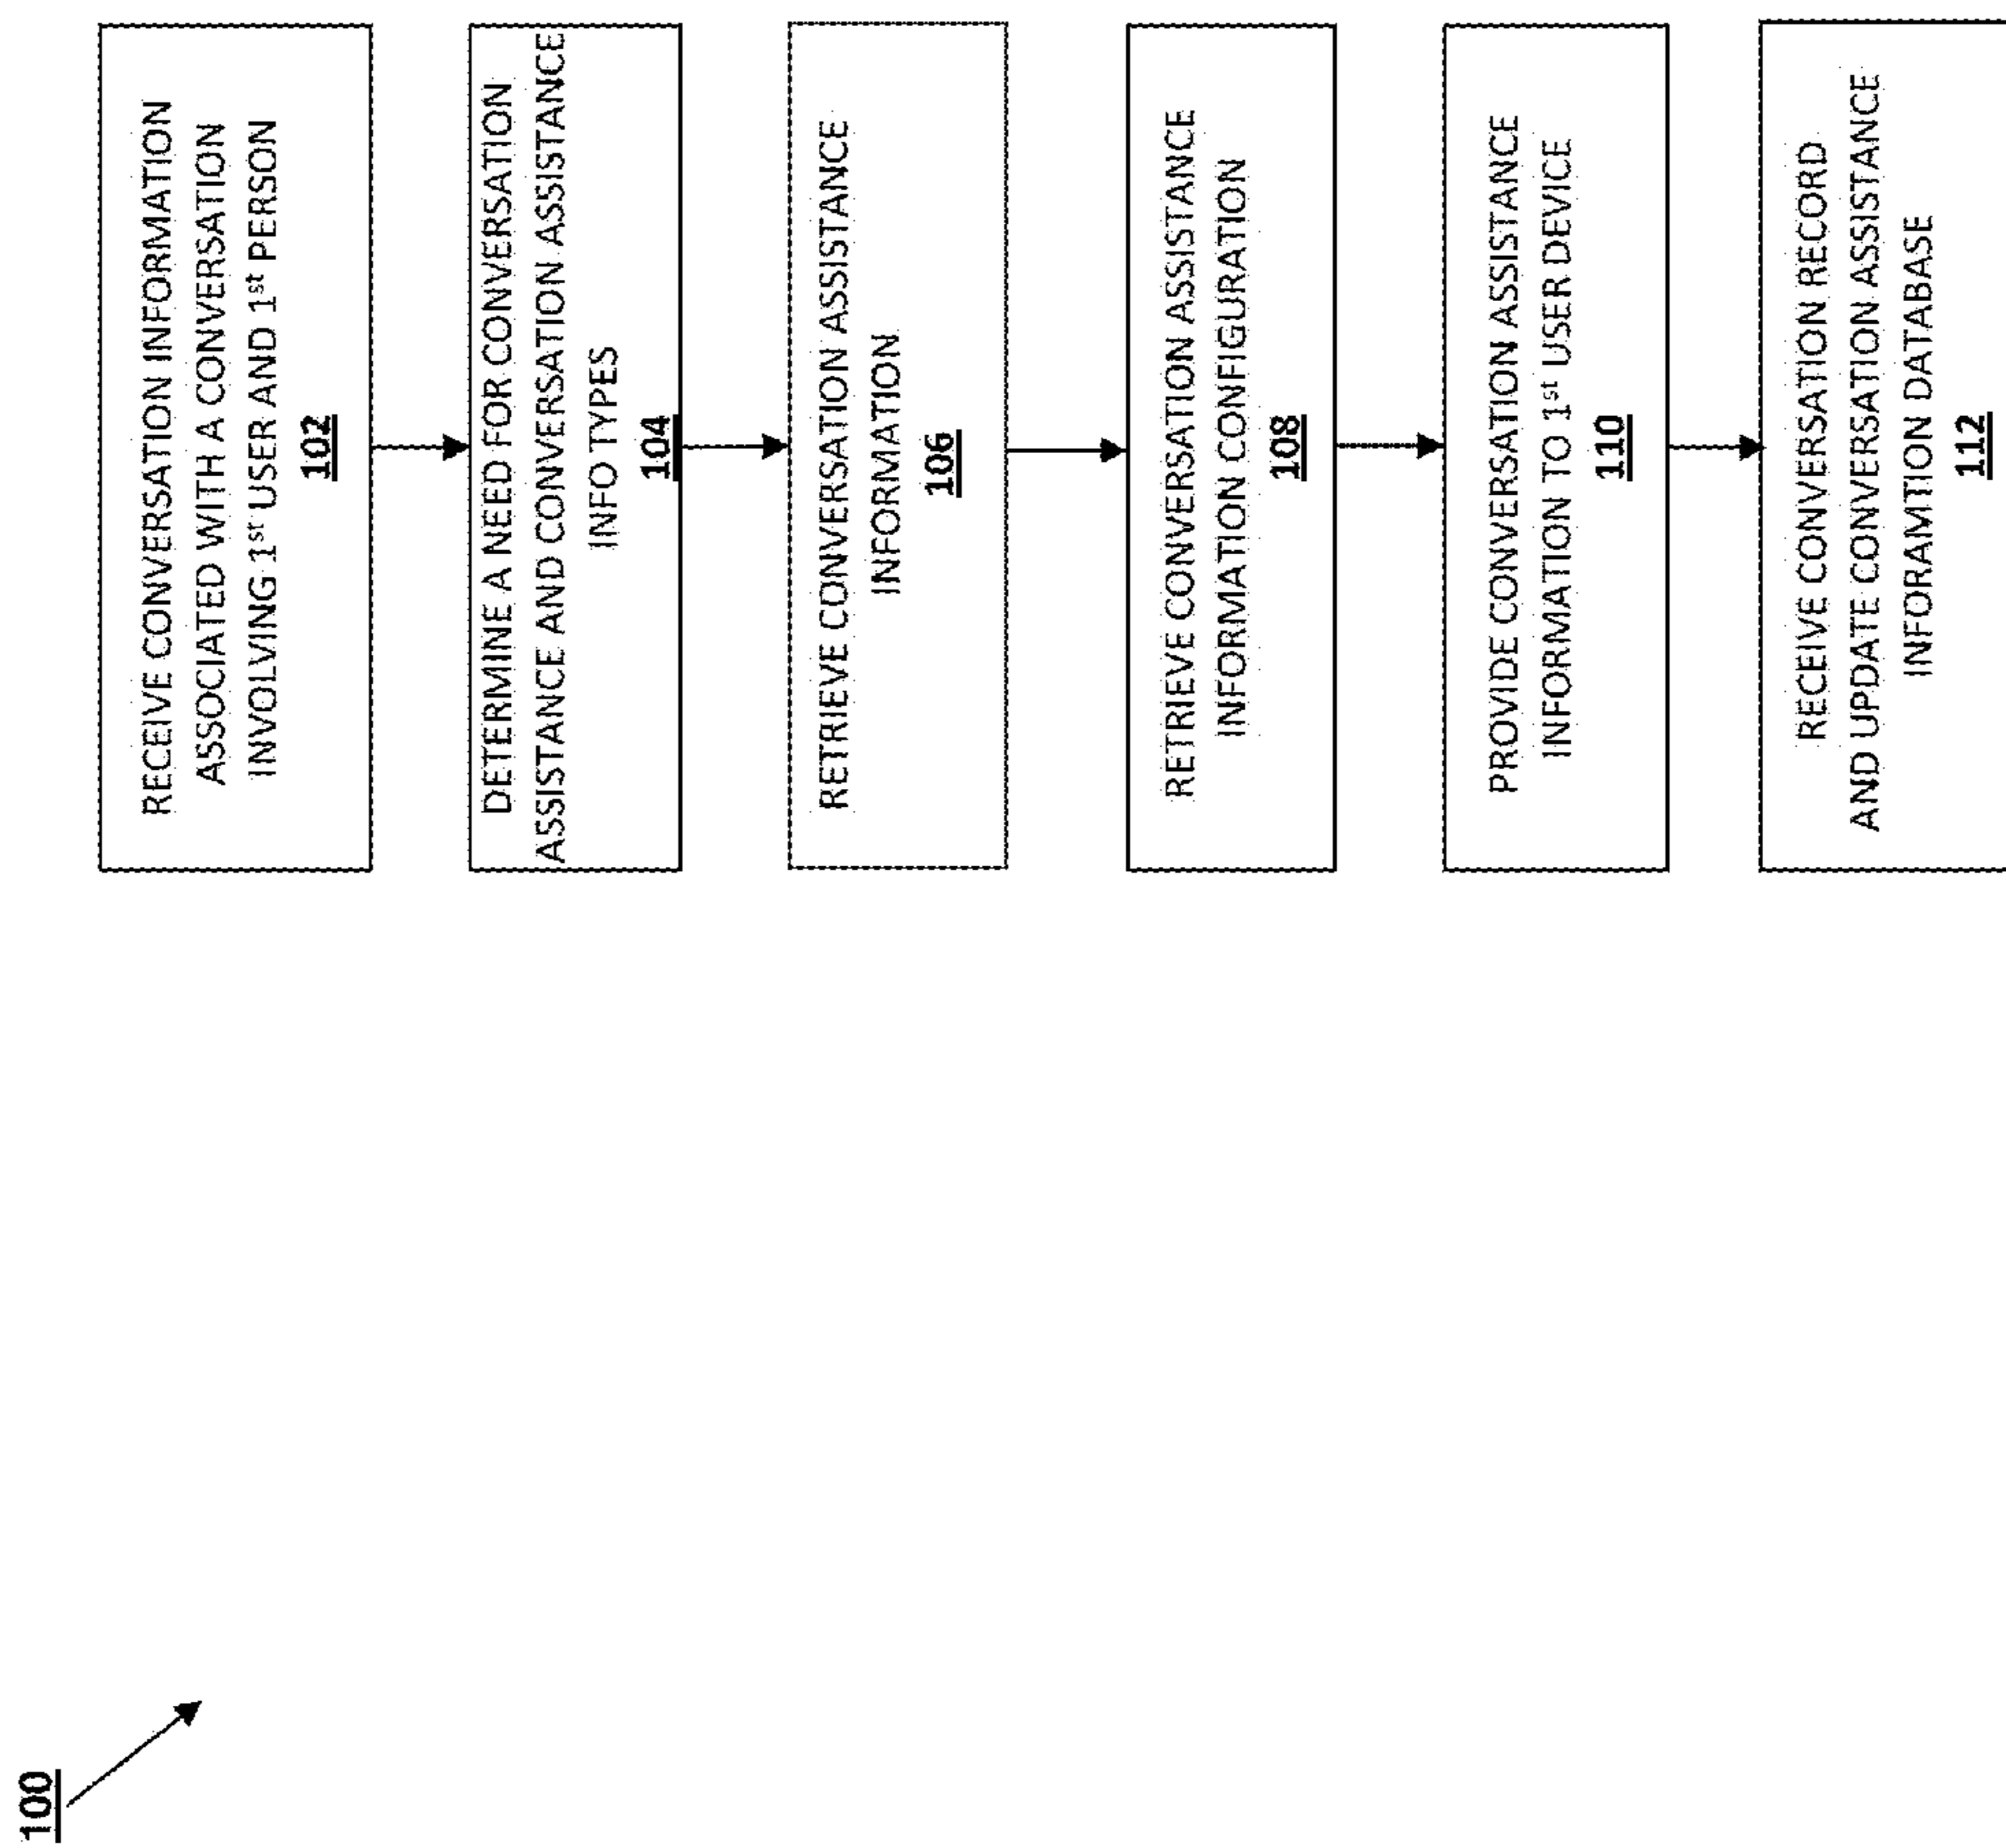 100
RECEIVE CONVERSATION INFORMATION
ASSOCIATED WITH A CONVERSATION
INVOLVING 1st USER AND 1st PERSON
102
DETERMINE A NEED FOR CONVERSATION
ASSISTANCE AND CONVERSATION ASSISTANCE
INFO TYPES
104
RETRIEVE CONVERSATION ASSISTANCE
INFORMATION
106
RETRIEVE CONVERSATION ASSISTANCE
INFORMATION CONFIGURATION
108
PROVIDE CONVERSATION ASSISTANCE
INFORMATION TO 1st USER DEVICE
110
RECEIVE CONVERSATION RECORD
AND UPDATE CONVERSATION ASSISTANCE
INFORAMTION DATABASE
112